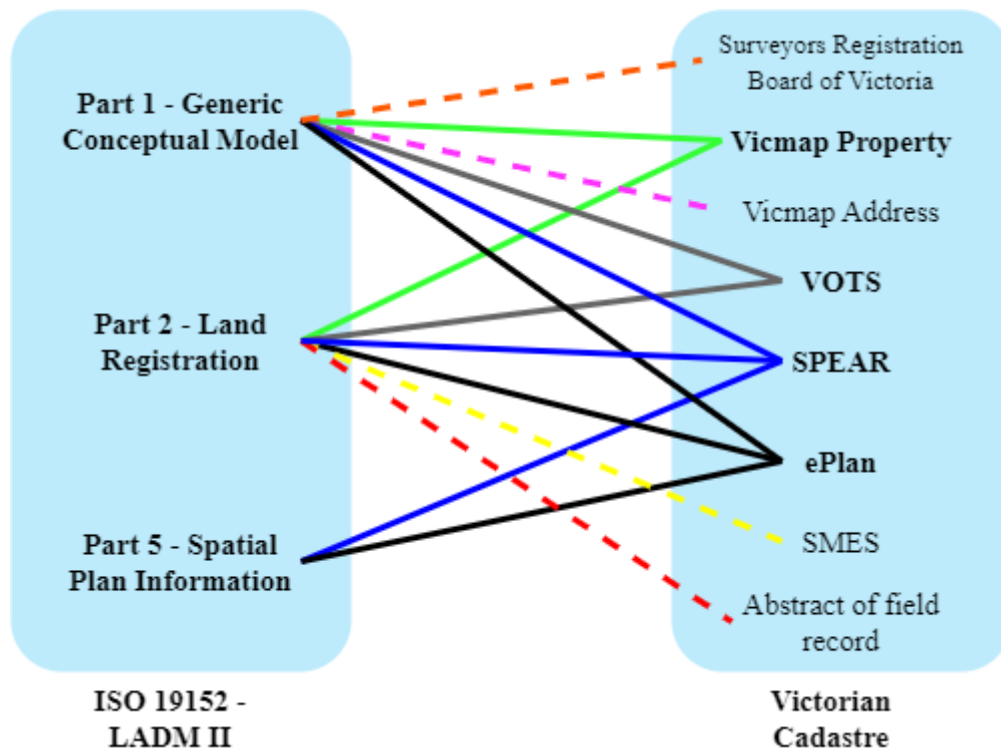 Part 1 - Generic
Conceptual Model
Part 2 - Land
Registration
Part 5 - Spatial
Plan Information
ISO 19152 -
LADM II
Surveyors Registration
Board of Victoria
Vicmap Property
Vicmap Address
VOTS
SPEAR
ePlan
SMES
Abstract of field
record
Victorian
Cadastre